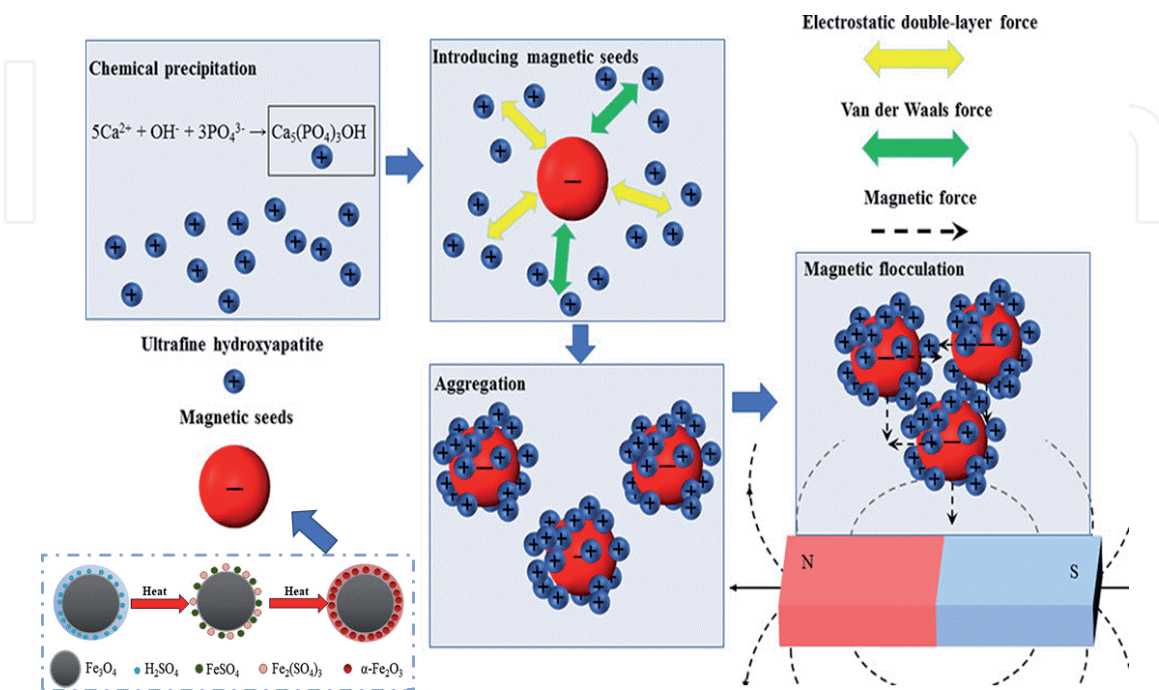 Chemical precipitation
5Ca²⁺ + OH⁻ + 3PO₄³⁻ → Ca₅(PO₄)₃OH
+
Ultrafine hydroxyapatite
+
Magnetic seeds
−
Heat
Heat
Fe₃O₄
H₂SO₄
FeSO₄
Fe₂(SO₄)₃
α-Fe₂O₃
Introducing magnetic seeds
−
Aggregation
−
Electrostatic double-layer force
Van der Waals force
Magnetic force
Magnetic flocculation
−
N
S